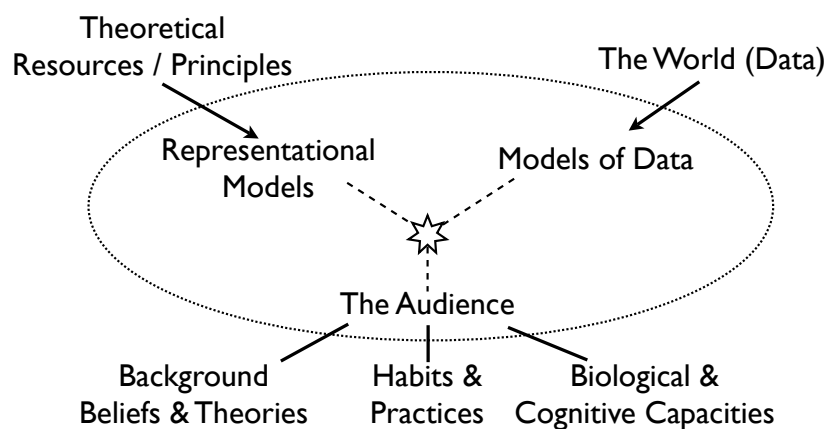 Theoretical
Resources / Principles
The World (Data)
Representational
Models
Models of Data
The Audience
Background
Beliefs & Theories
Habits &
Practices
Biological &
Cognitive Capacities